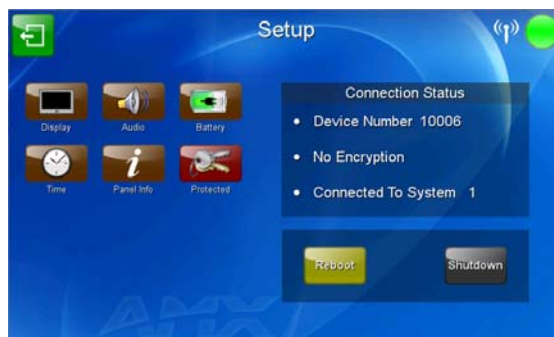 Setup
Display Audio Battery
Time Panel Info Protected
Connection Status
• Device Number 10006
• No Encryption
• Connected To System 1
Reboot Shutdown
AMX